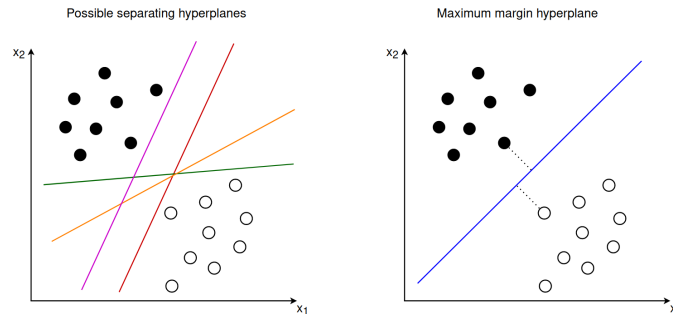 Possible separating hyperplanes
Maximum margin hyperplane
x2
x2
x1
x